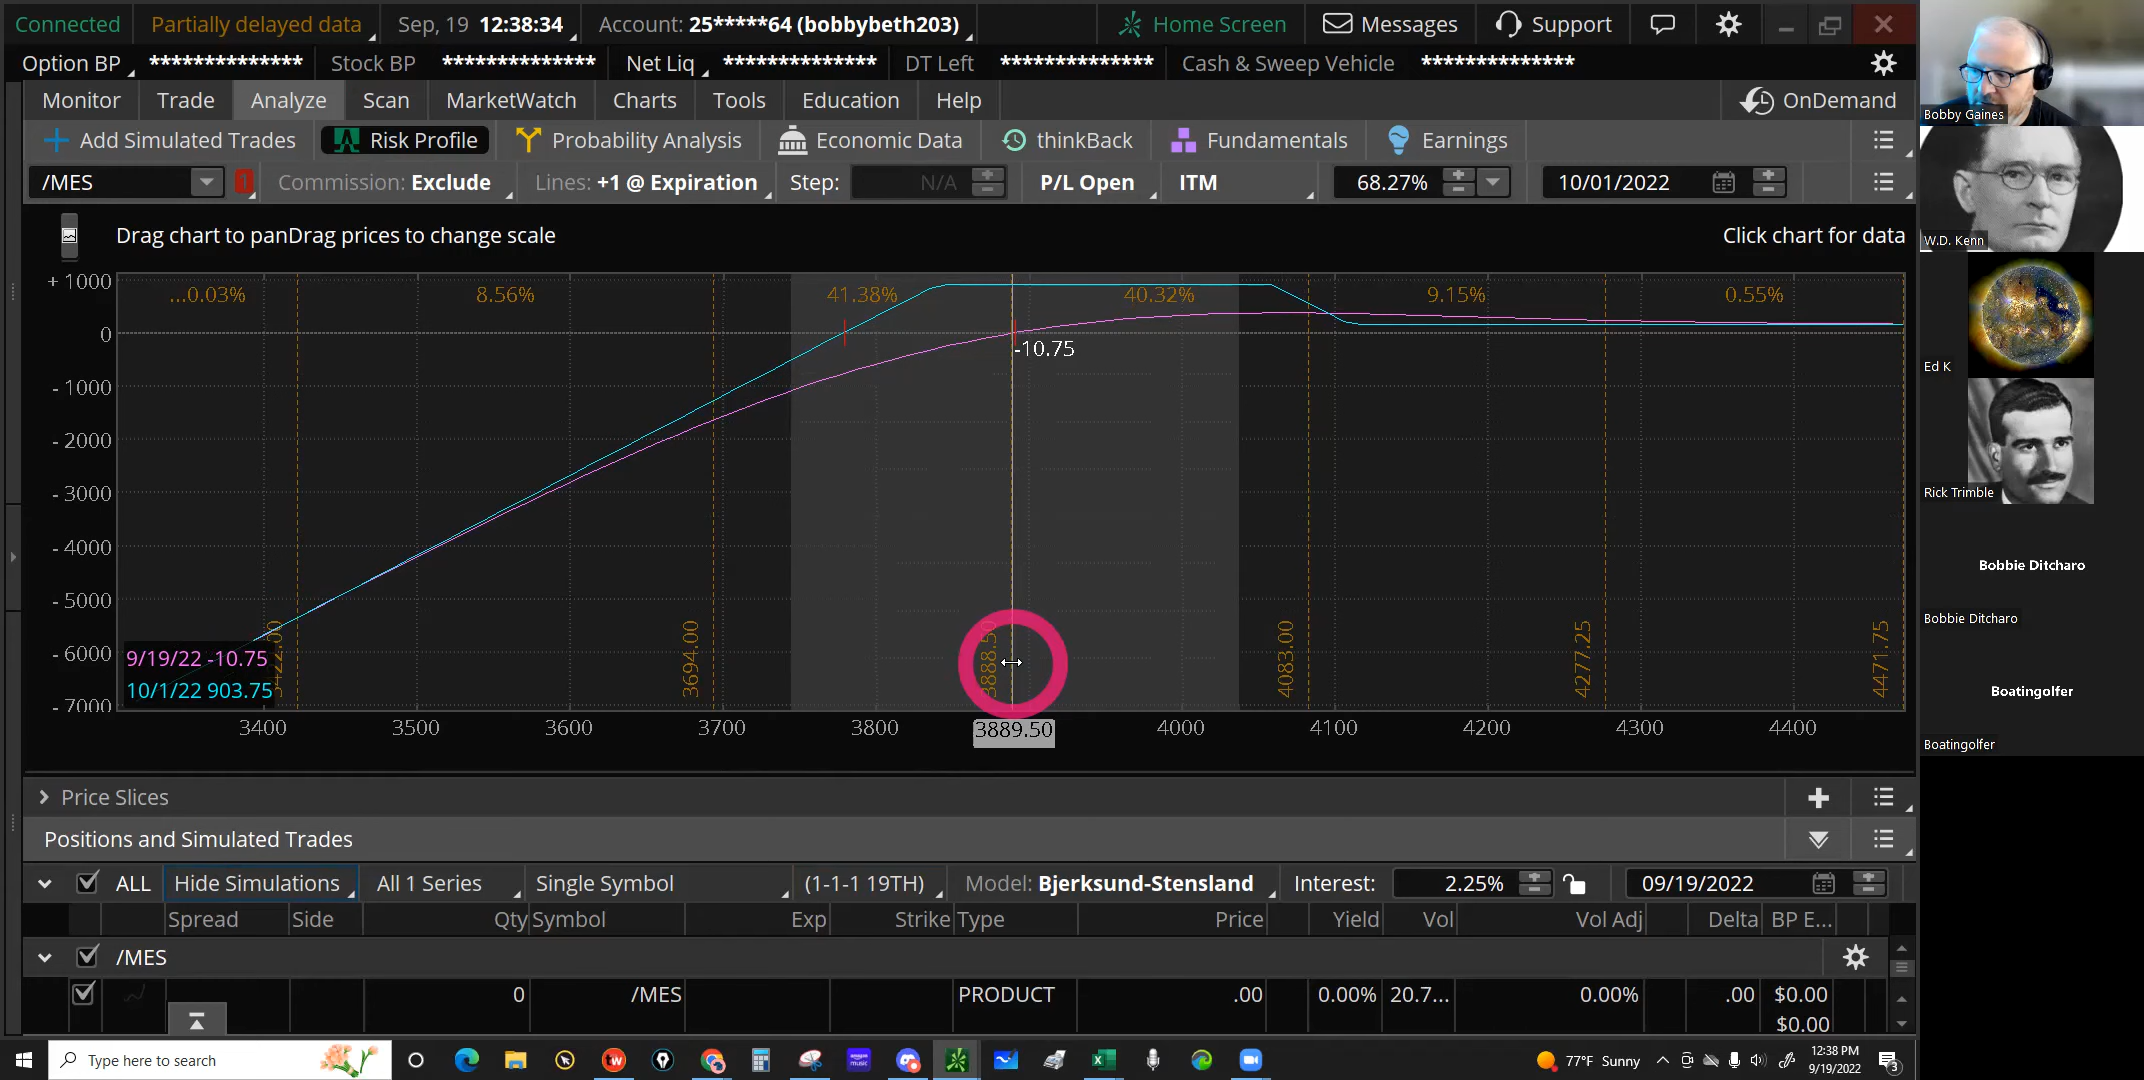 Connected Partially delayed data Sep, 19 12:38:34 Account: 25*****64 (bobbybeth203) Home Screen Messages Support
Option BP ************** Stock BP ************** Net Liq ************** DT Left ************** Cash & Sweep Vehicle **************
Monitor Trade Analyze Scan MarketWatch Charts Tools Education Help OnDemand
Add Simulated Trades Risk Profile Probability Analysis Economic Data thinkBack Fundamentals Earnings
/MES 1 Commission: Exclude Lines: +1 @ Expiration Step: N/A P/L Open ITM 68.27% 10/01/2022
Drag chart to panDrag prices to change scale Click chart for data
+ 1000
...0.03% 8.56% 41.38% 40.32% 9.15% 0.55%
0
-10.75
- 1000
- 2000
- 3000
- 4000
- 5000
- 6000
- 7000
3422.00 3694.00 3888.50 4083.00 4277.25 4471.75
9/19/22 -10.75
10/1/22 903.75
3400 3500 3600 3700 3800 3889.50 4000 4100 4200 4300 4400
Price Slices
Positions and Simulated Trades
ALL Hide Simulations All 1 Series Single Symbol (1-1-1 19TH) Model: Bjerksund-Stensland Interest: 2.25% 09/19/2022
Spread Side Qty Symbol Exp Strike Type Price Yield Vol Vol Adj Delta BP E...
/MES
0 /MES PRODUCT .00 0.00% 20.7... 0.00% .00 $0.00
$0.00
Type here to search 77°F Sunny 12:38 PM
9/19/2022
3
Bobby Gaines
W.D. Kenn
Ed K
Rick Trimble
Bobbie Ditcharo
Bobbie Ditcharo
Boatingolfer
Boatingolfer